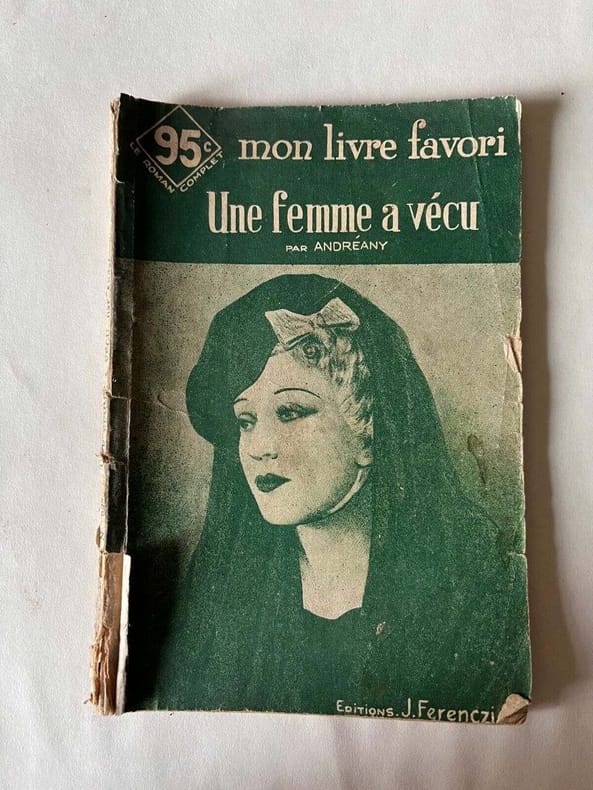 95c
LE ROMAN COMPLET
mon livre favori
Une femme a vécu
PAR ANDRÉANY
EDITIONS. J. Ferenczi